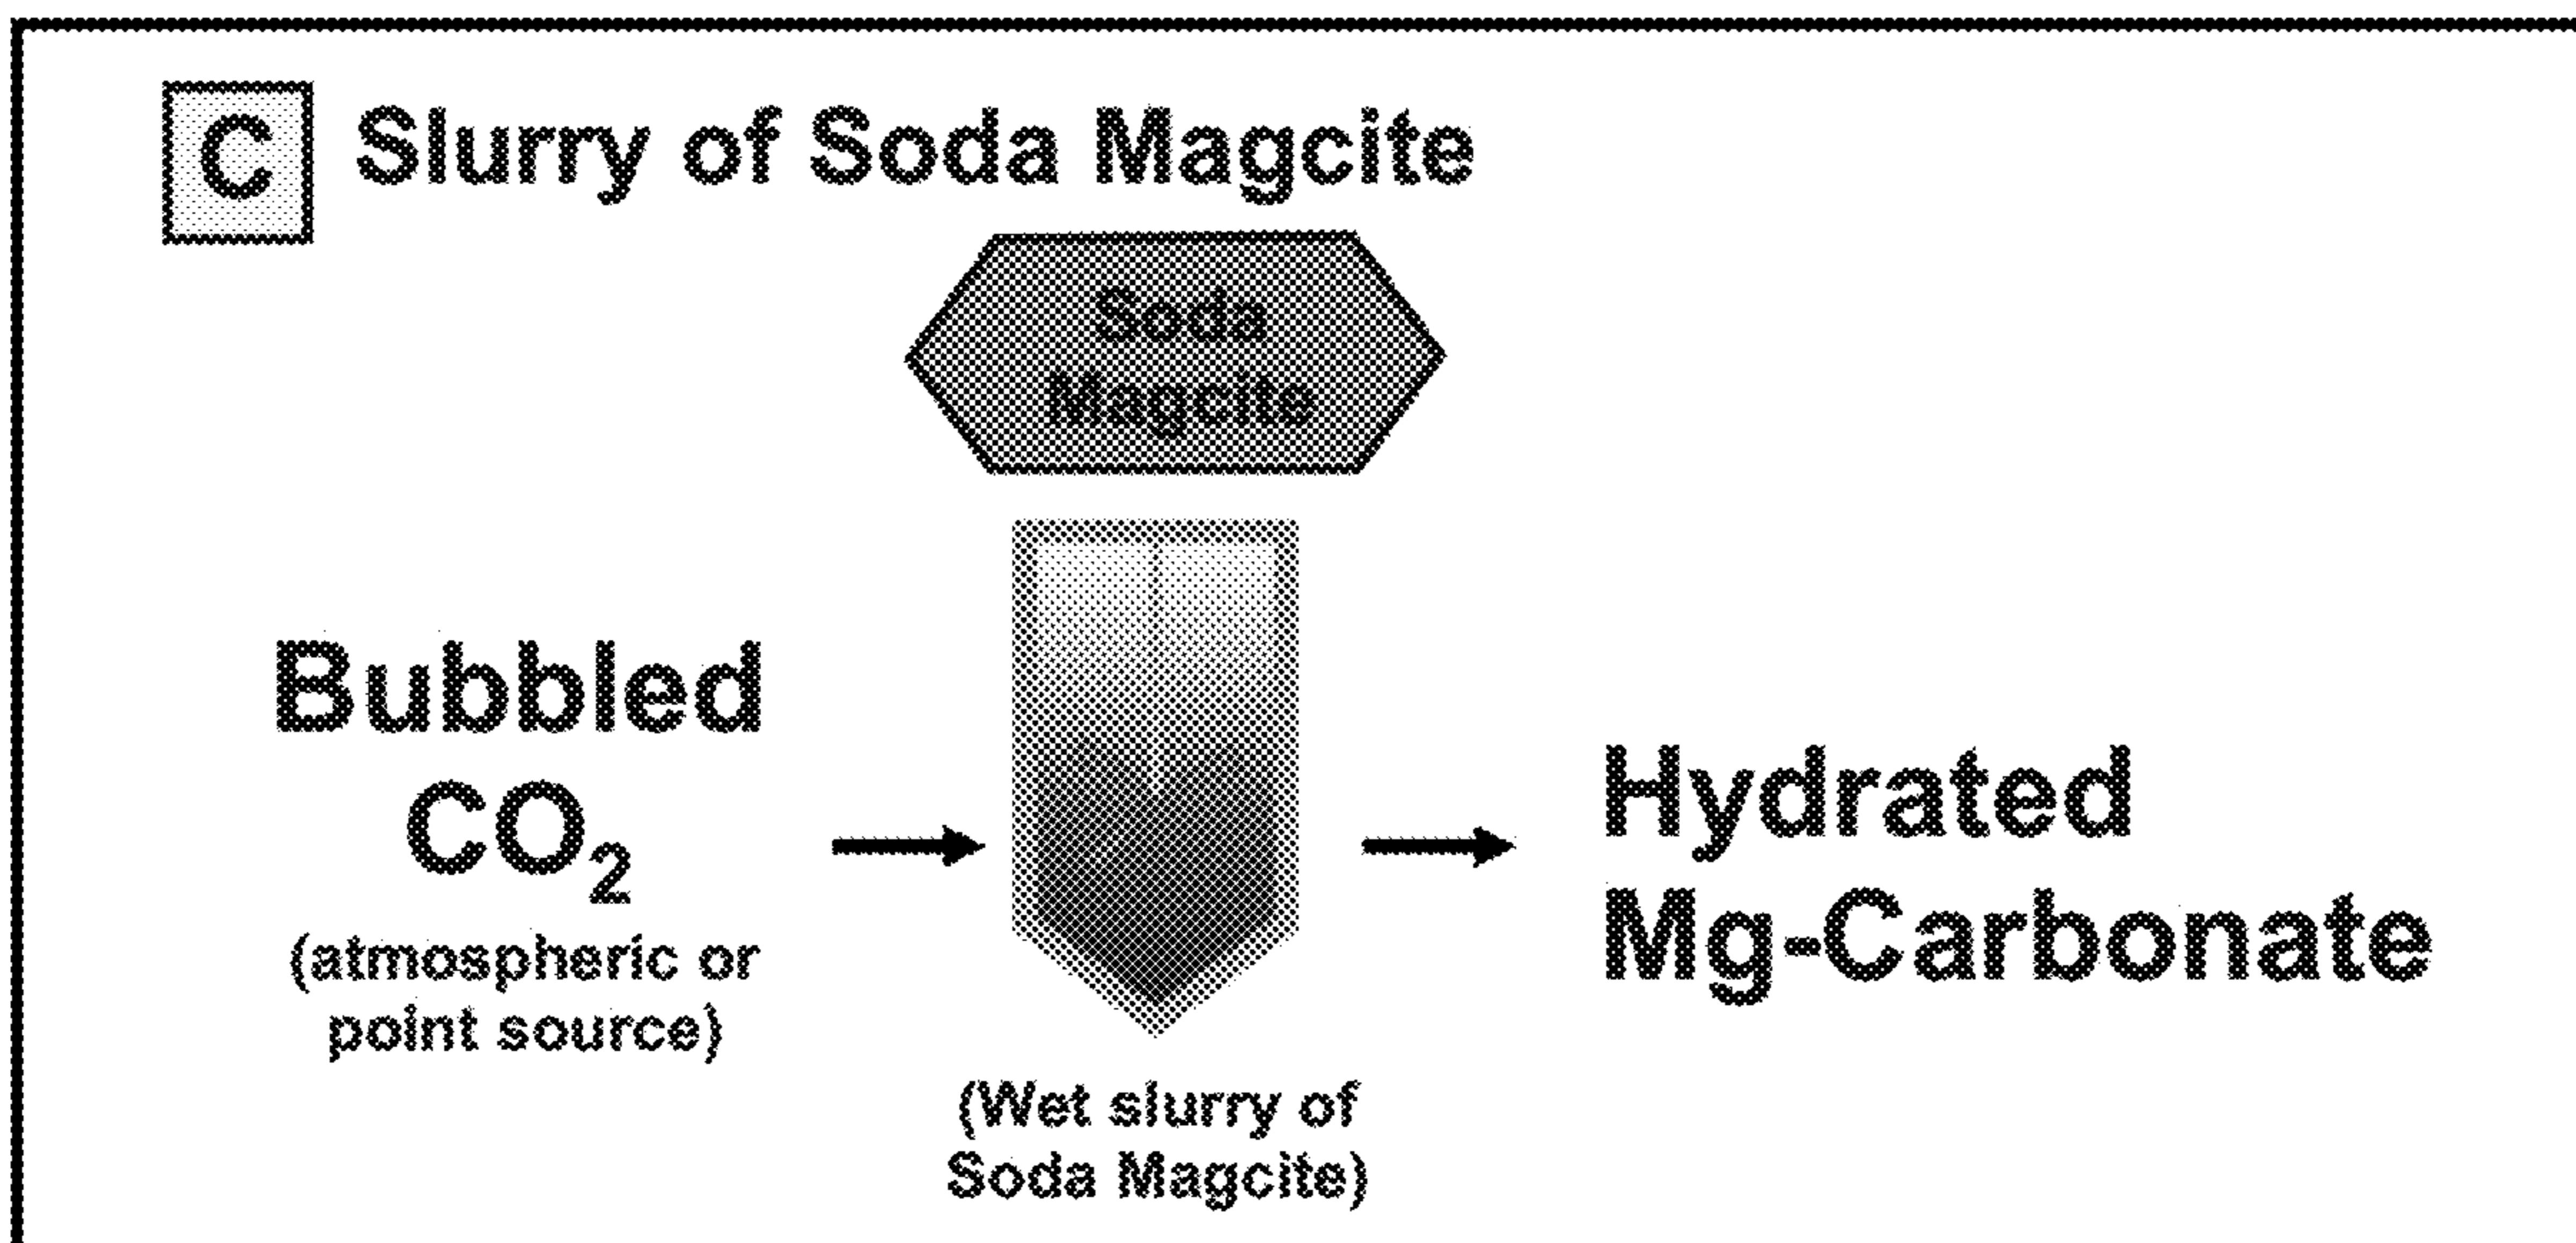 C Slurry of Soda Magcite
Soda
Magcite
Bubbled
CO₂
(atmospheric or
point source)
(Wet slurry of
Soda Magcite)
Hydrated
Mg-Carbonate